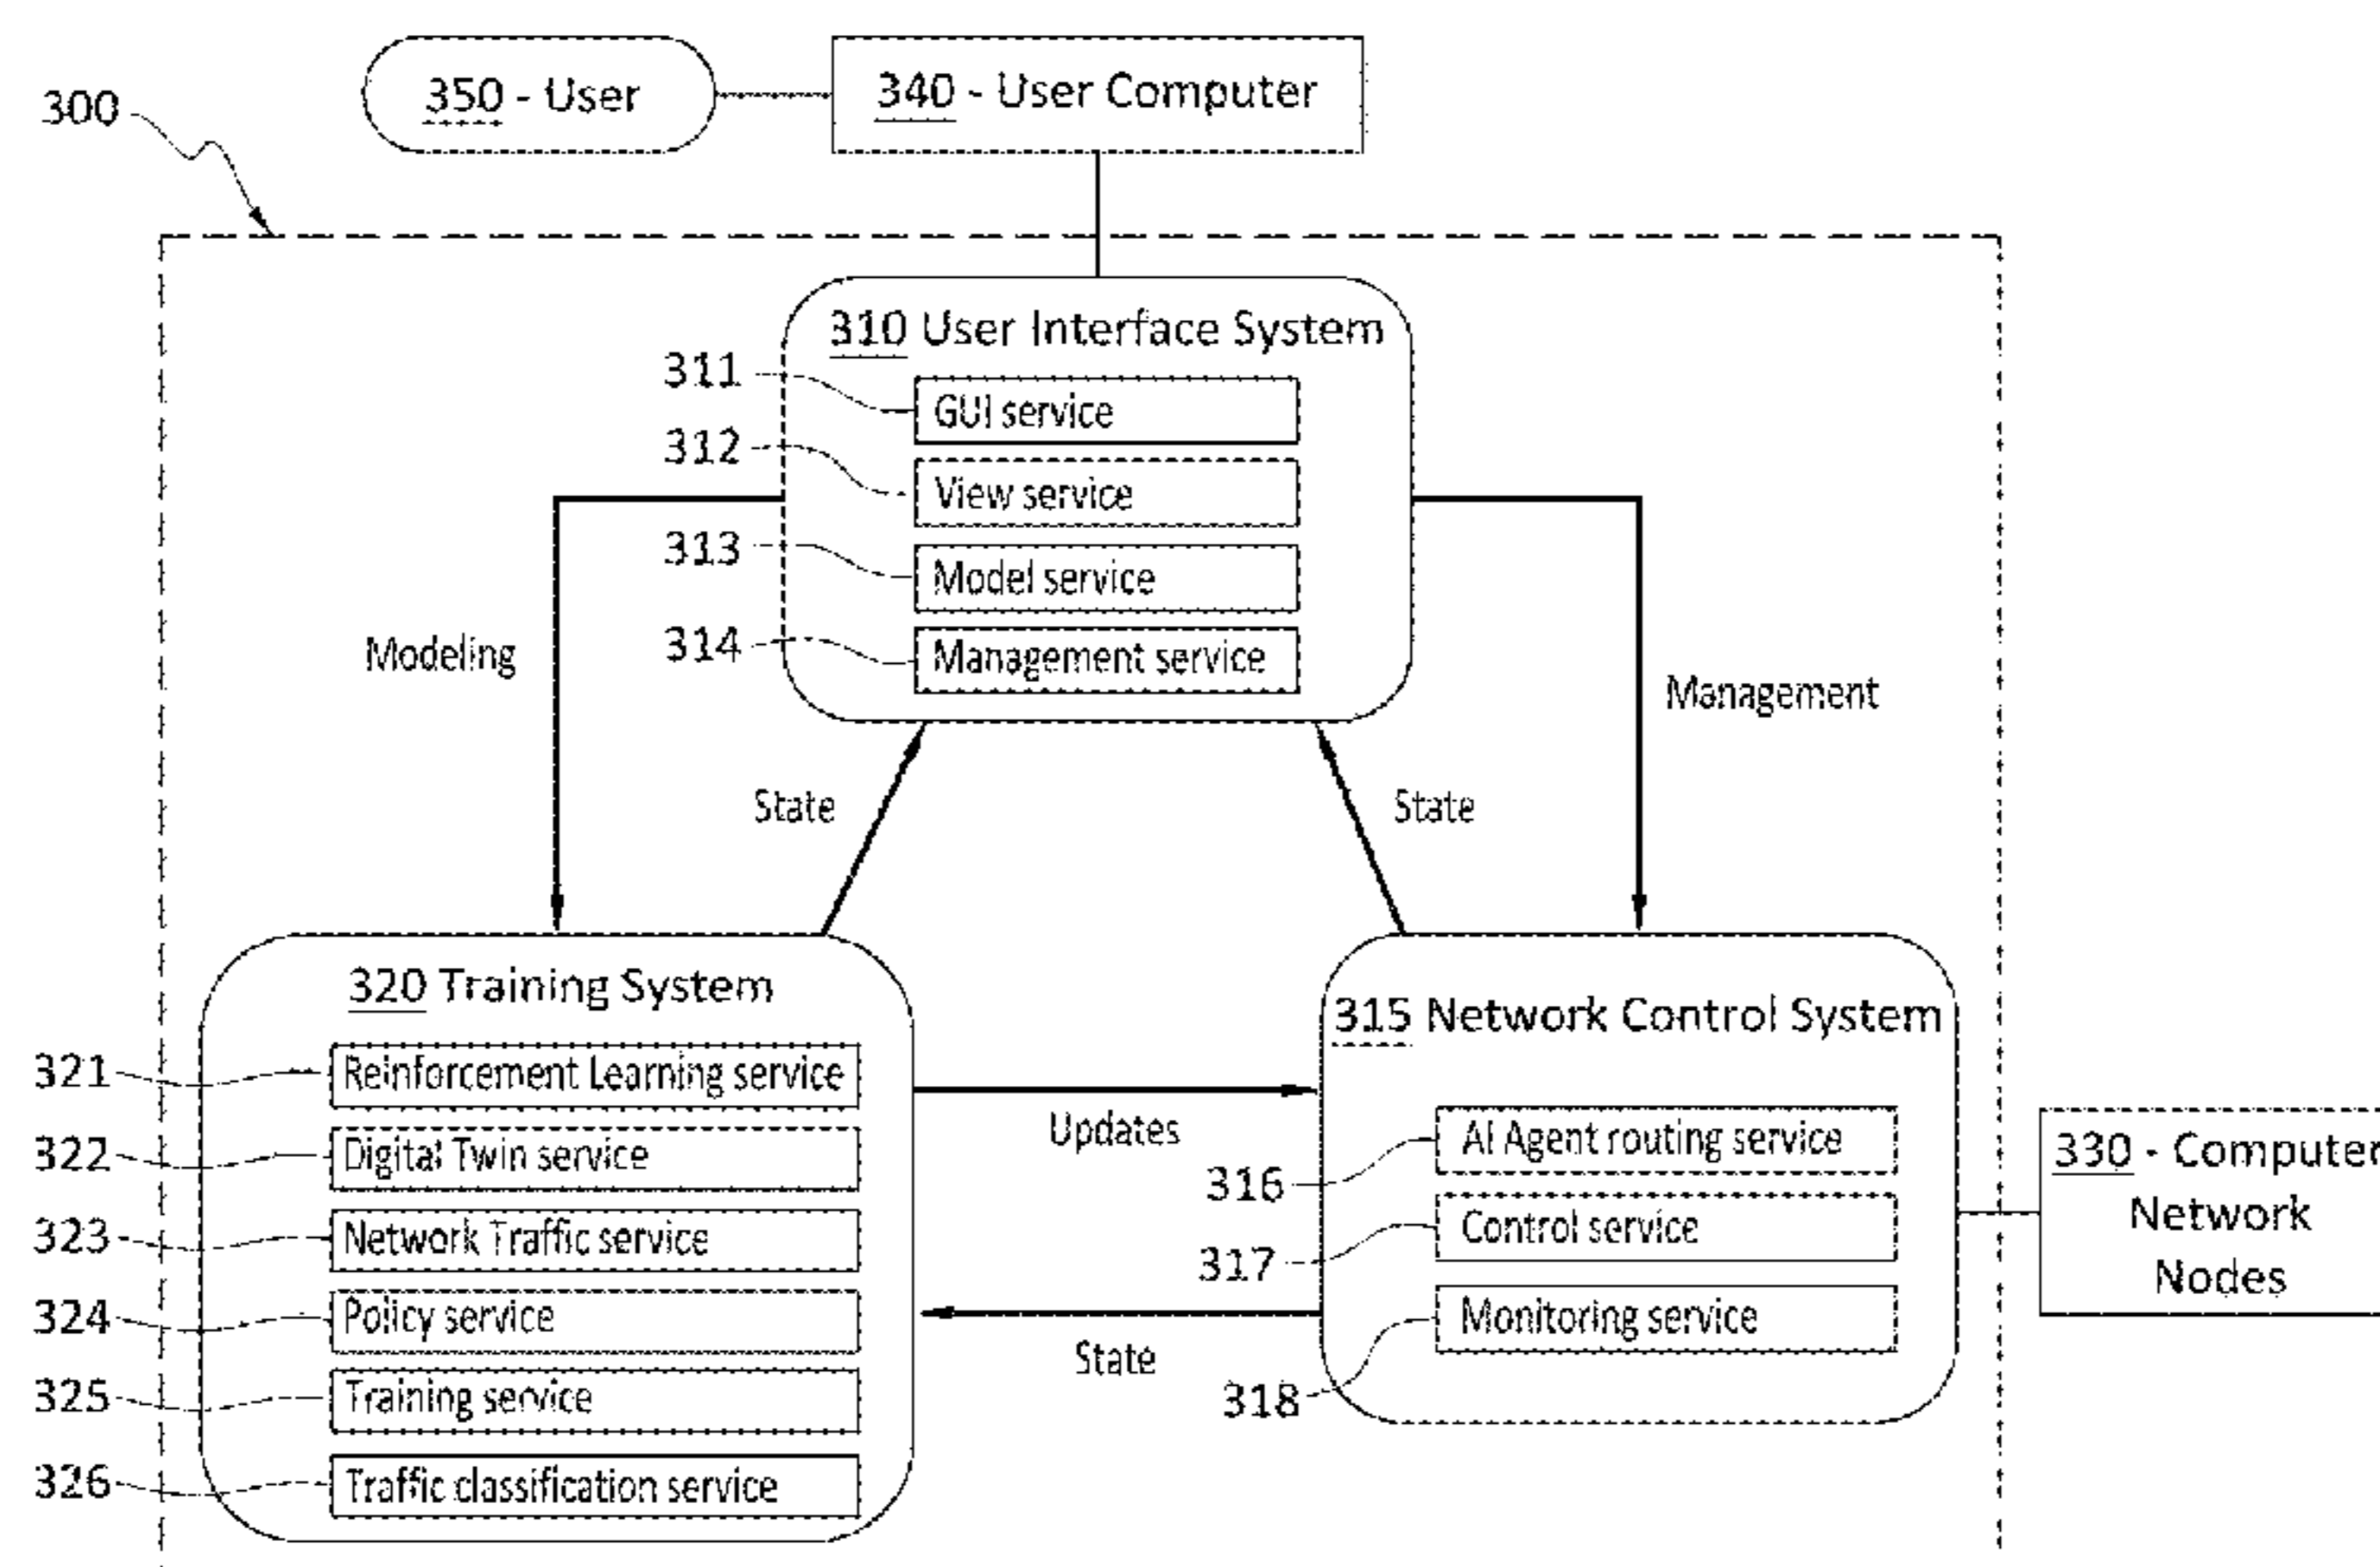 300
350 - User
340 - User Computer
310 User Interface System
311
GUI service
312
View service
313
Model service
314
Management service
Modeling
Management
State
State
320 Training System
321
Reinforcement Learning service
322
Digital Twin service
323
Network Traffic service
324
Policy service
325
Training service
326
Traffic classification service
Updates
State
315 Network Control System
316
AI Agent routing service
317
Control service
318
Monitoring service
330 - Computer
Network
Nodes